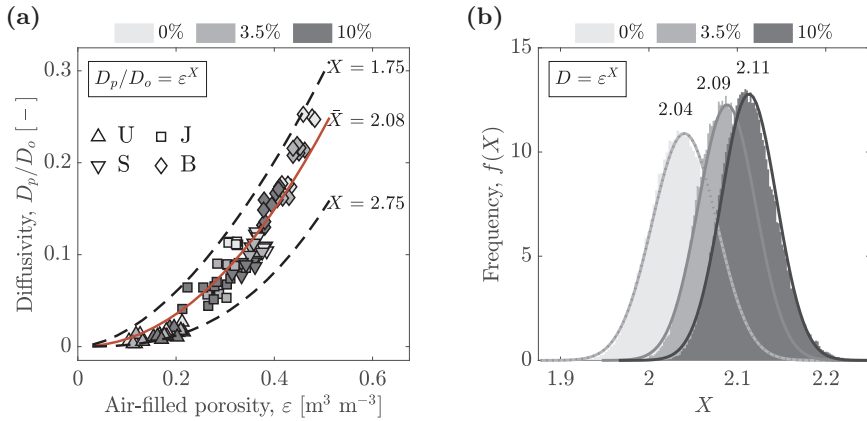 (a)
0% 3.5% 10%
0.3
D_p/D_o = ε^X
X = 1.75
U J
S B
X̄ = 2.08
0.2
X = 2.75
0.1
0
Diffusivity, D_p/D_o [ − ]
0 0.2 0.4 0.6
Air-filled porosity, ε [m³ m⁻³]
(b)
0% 3.5% 10%
15
D = ε^X
2.04 2.09 2.11
10
5
0
Frequency, f(X)
1.9 2 2.1 2.2
X